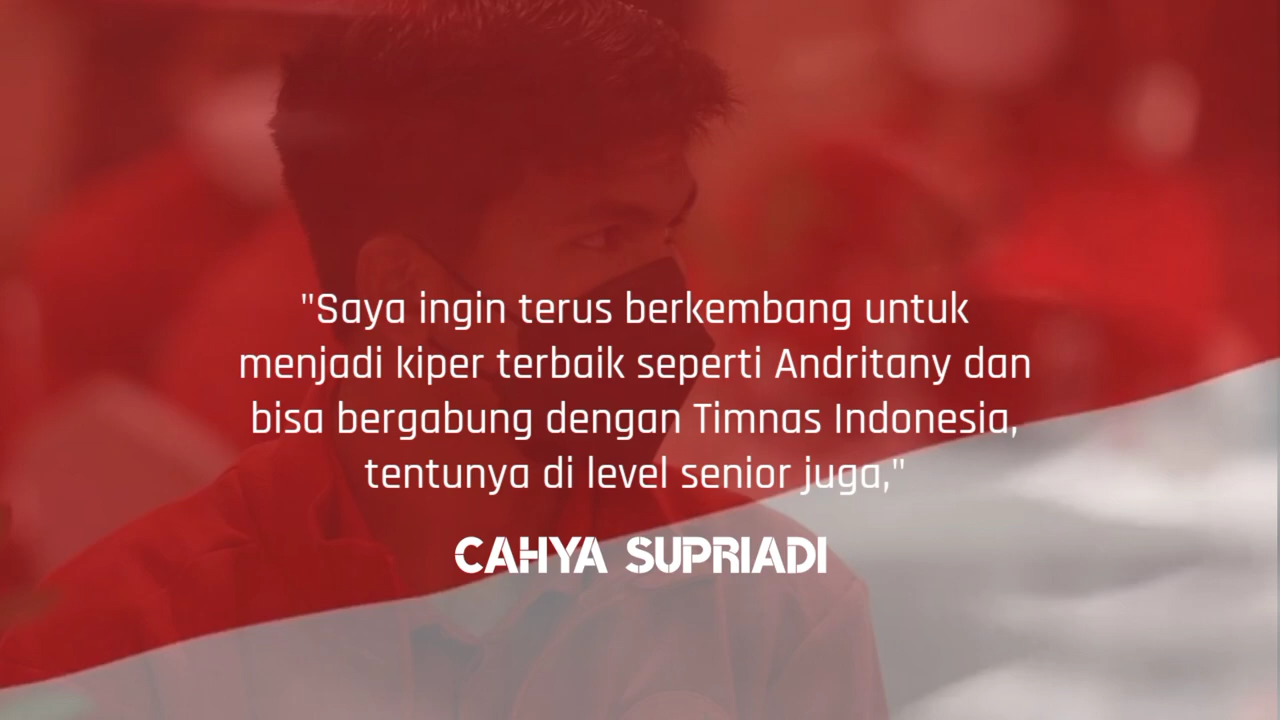 "Saya ingin terus berkembang untuk
menjadi kiper terbaik seperti Andritany dan
bisa bergabung dengan Timnas Indonesia,
tentunya di level senior juga,"
CAHYA SUPRIADI